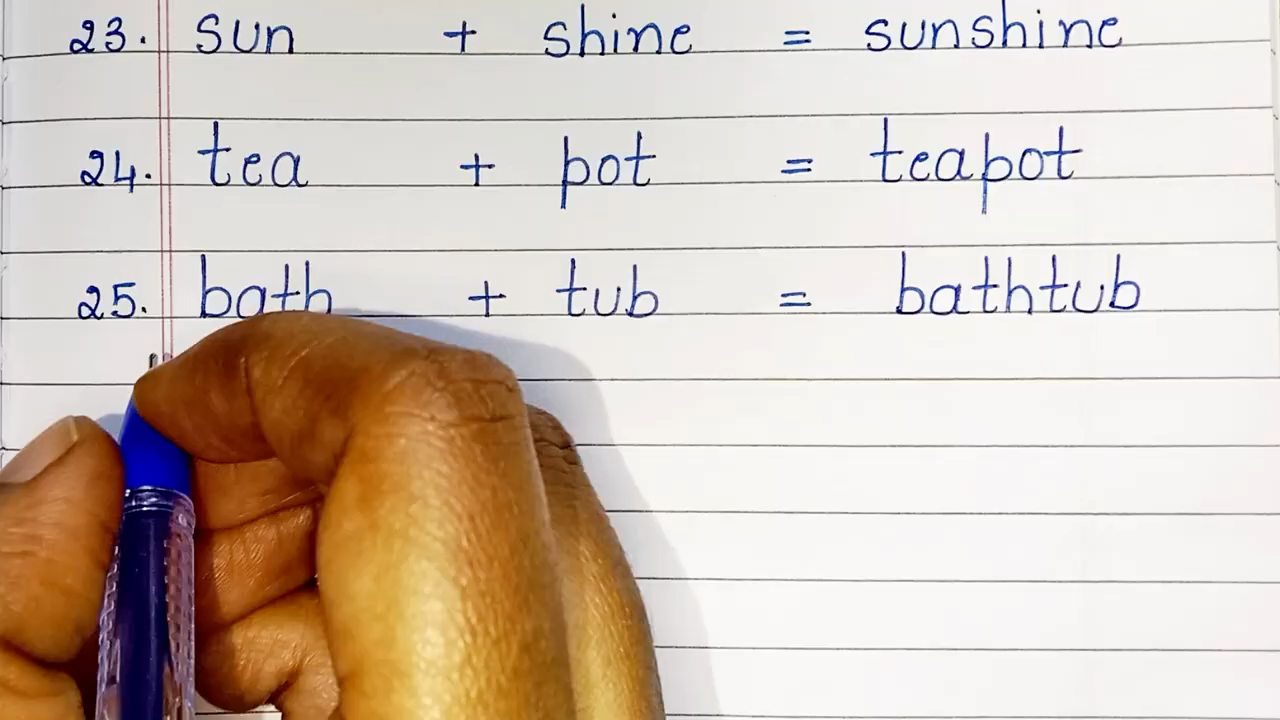 23. sun + shine = sunshine
24. tea + pot = teapot
25. bath + tub = bathtub